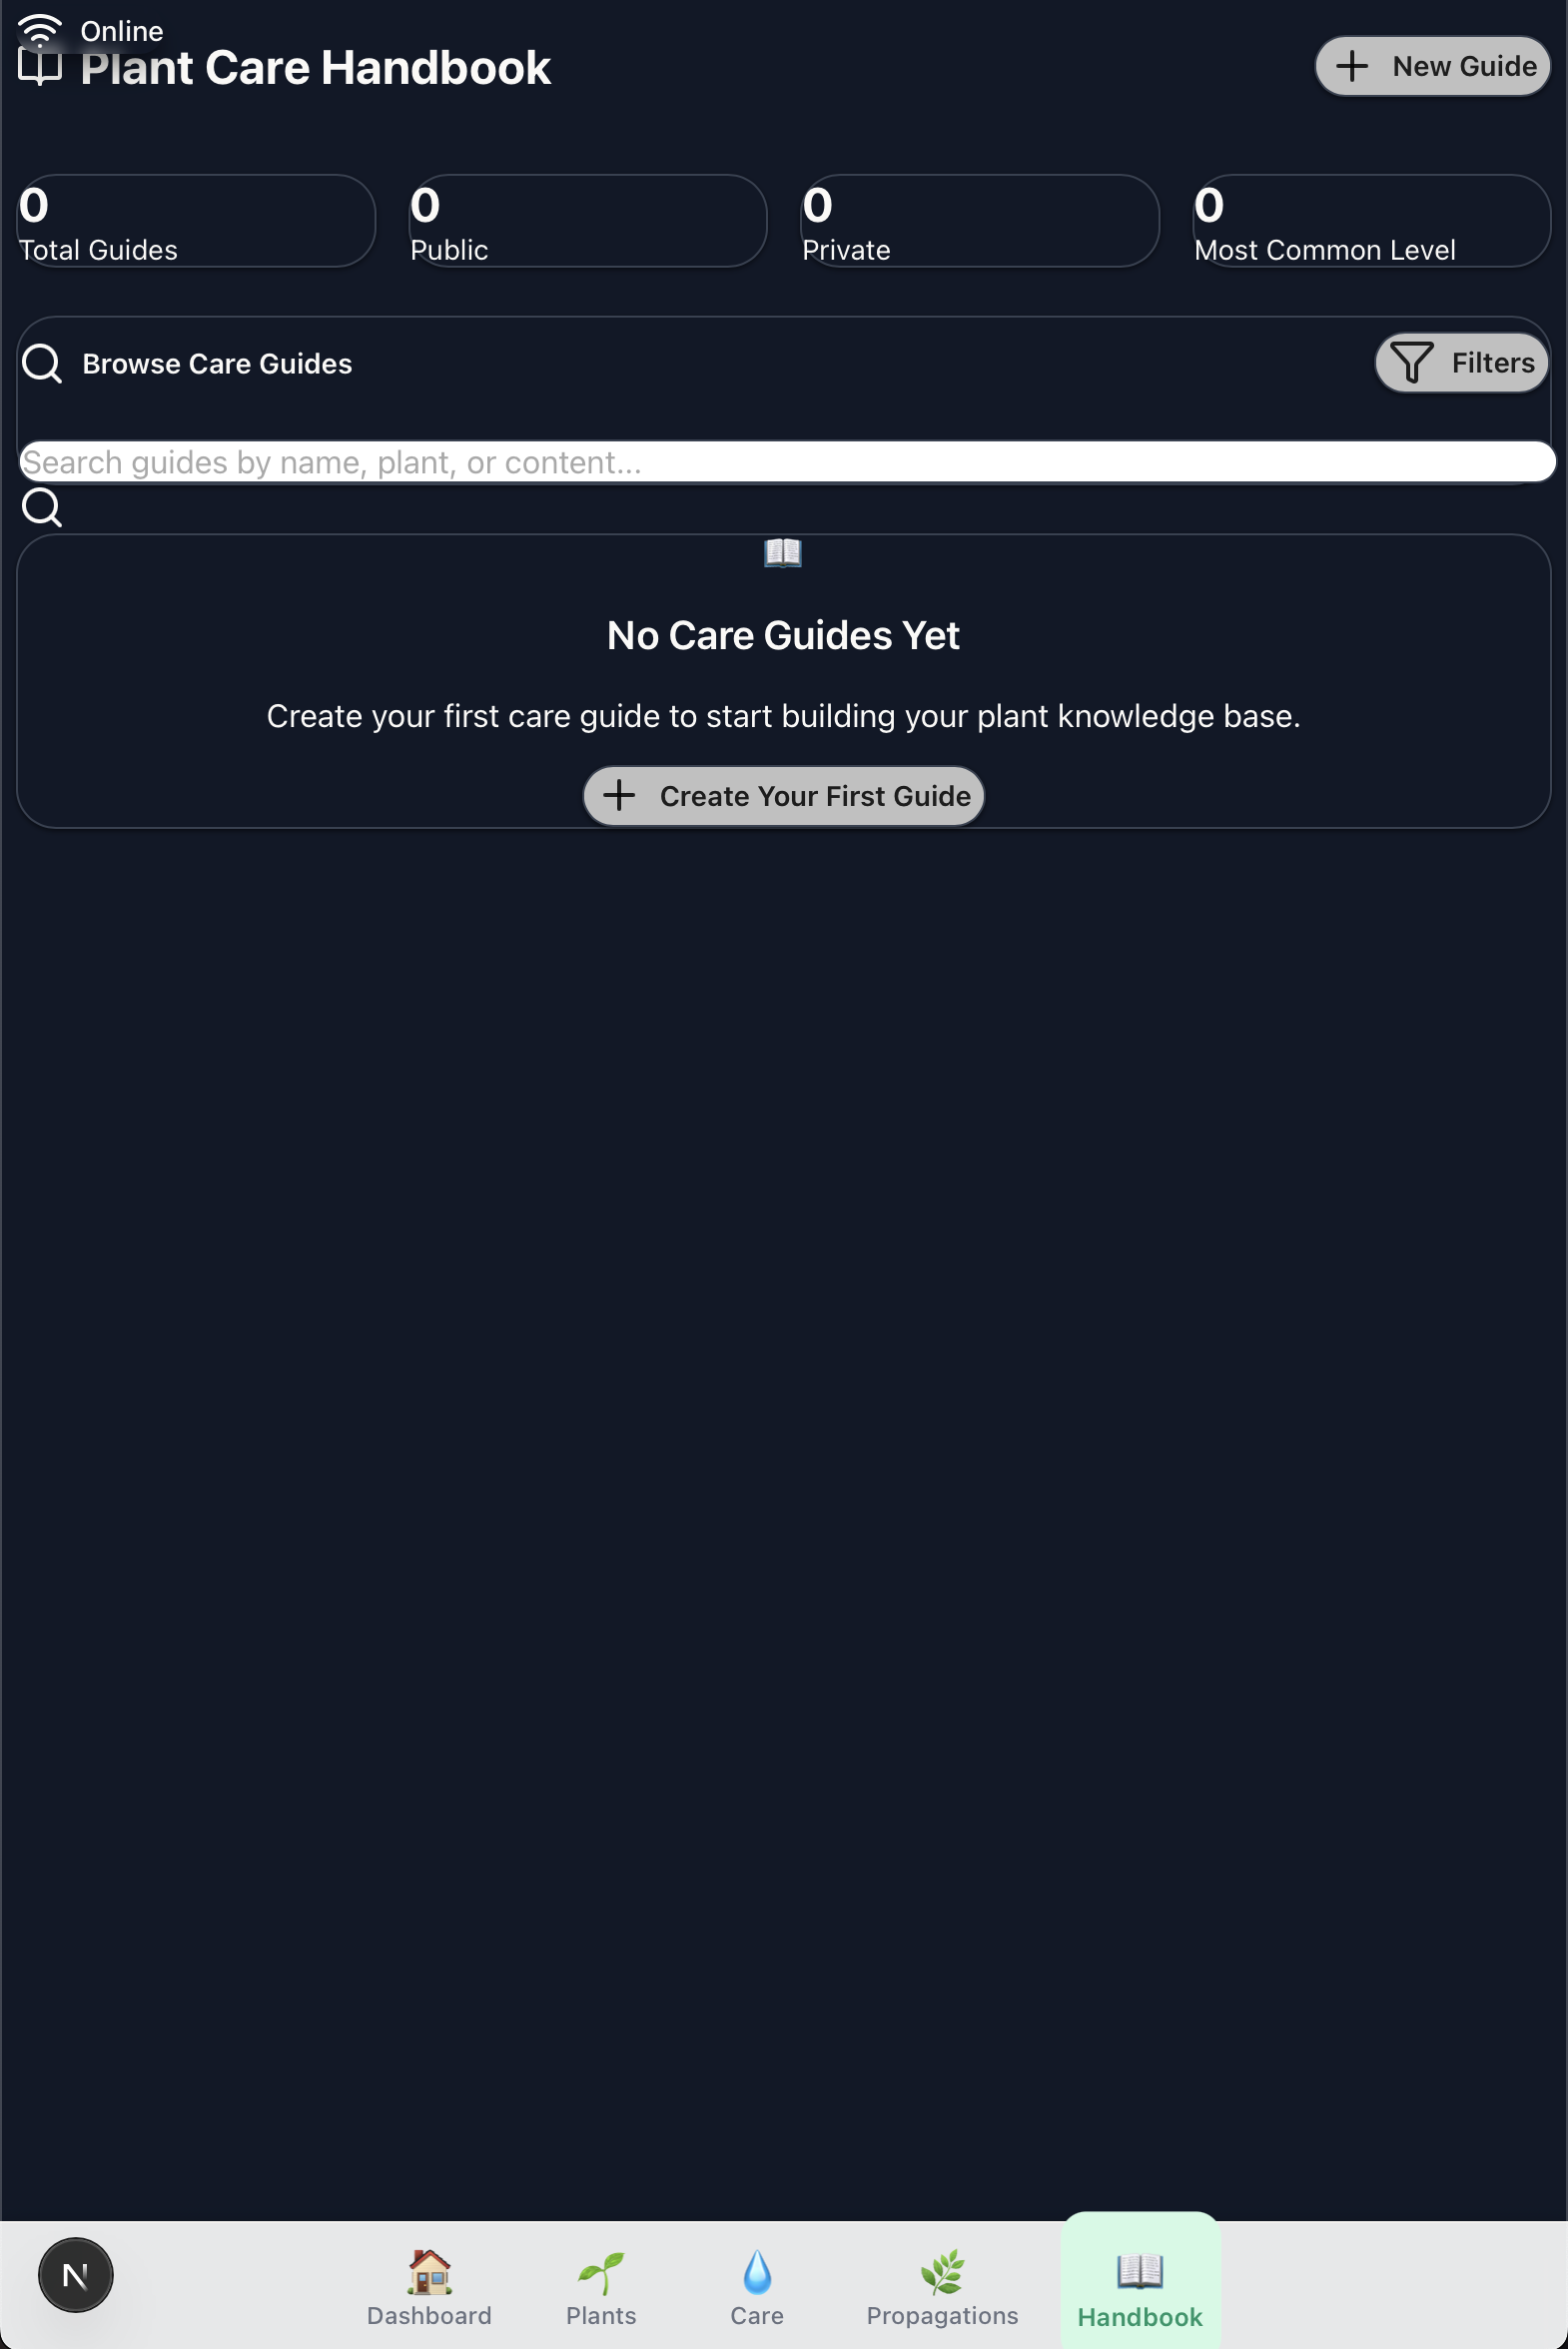 Online
Plant Care Handbook
New Guide
0
Total Guides
0
Public
0
Private
0
Most Common Level
Browse Care Guides
Filters
Search guides by name, plant, or content...
No Care Guides Yet
Create your first care guide to start building your plant knowledge base.
Create Your First Guide
N
Dashboard
Plants
Care
Propagations
Handbook